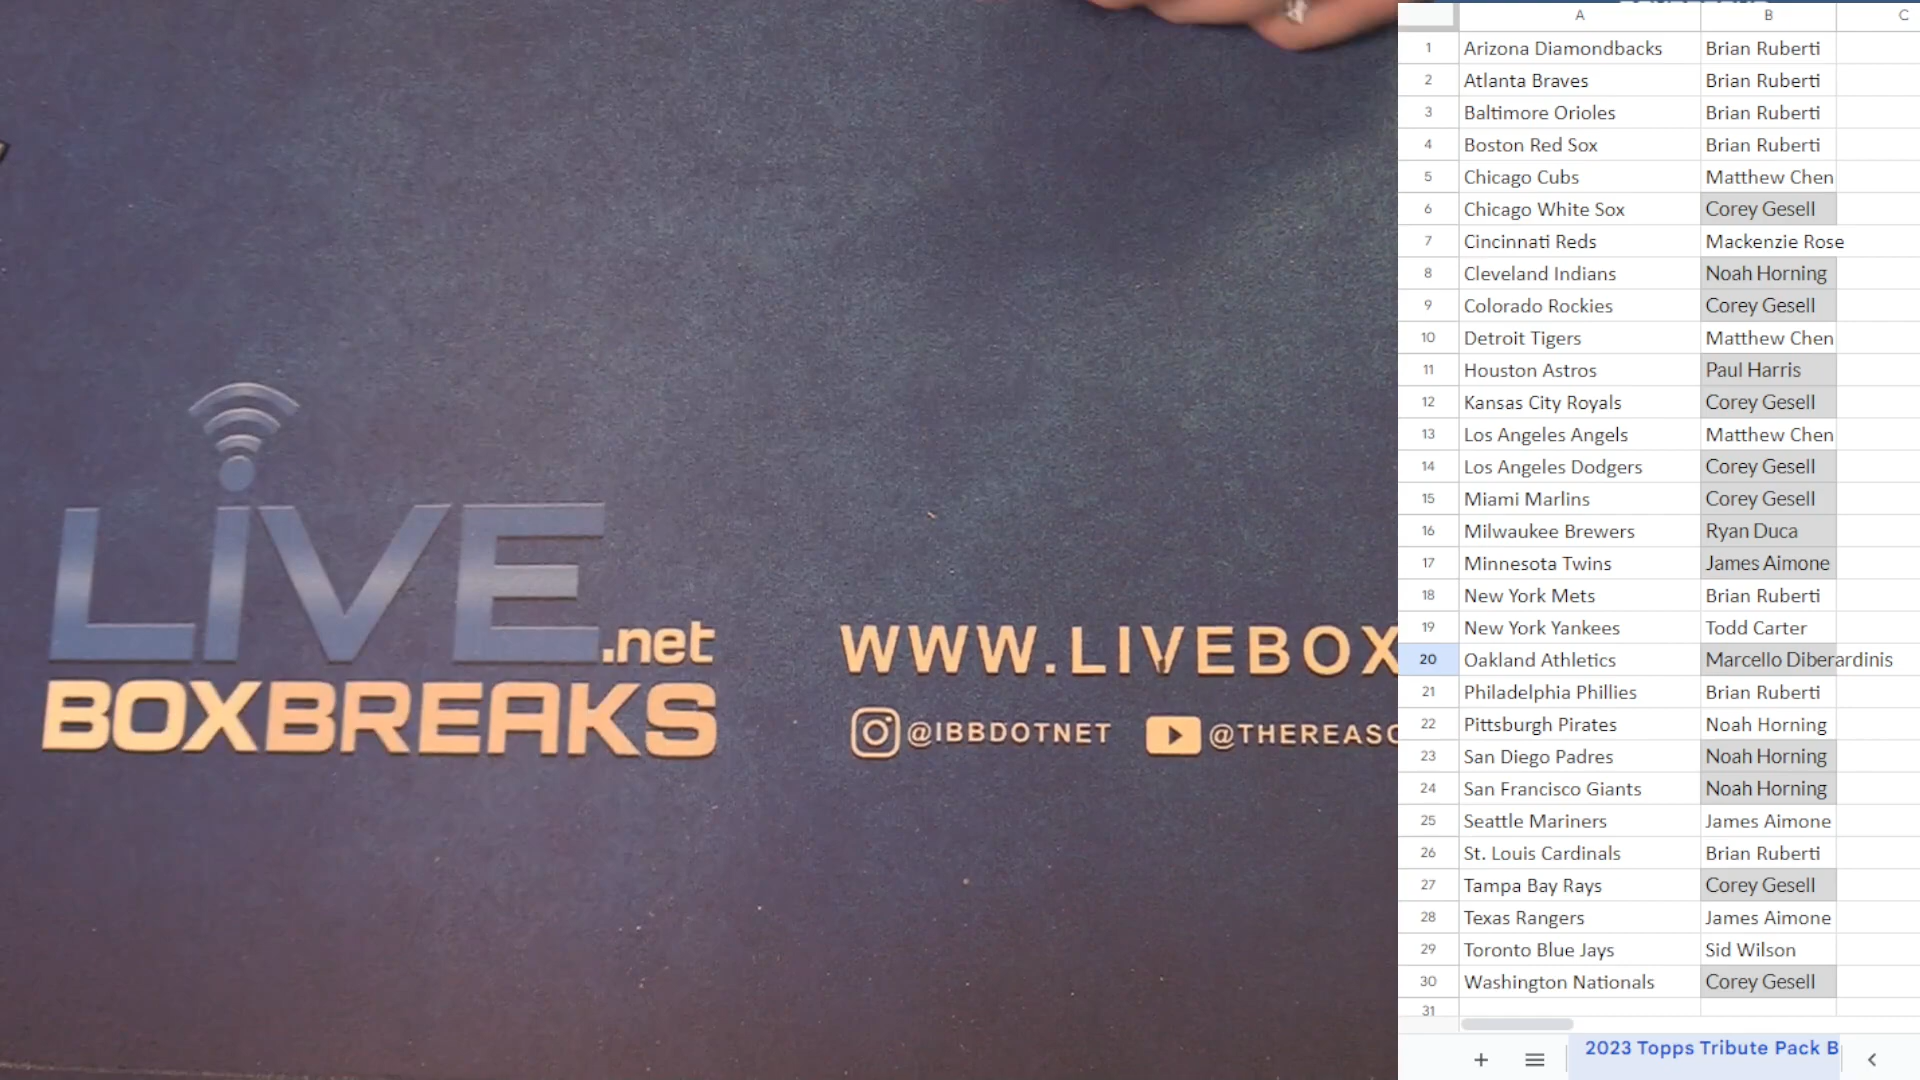 LIVE.net
BOXBREAKS
WWW.LIVEBOX
@IBBDOTNET @THEREASO
A B C
1 Arizona Diamondbacks Brian Ruberti
2 Atlanta Braves Brian Ruberti
3 Baltimore Orioles Brian Ruberti
4 Boston Red Sox Brian Ruberti
5 Chicago Cubs Matthew Chen
6 Chicago White Sox Corey Gesell
7 Cincinnati Reds Mackenzie Rose
8 Cleveland Indians Noah Horning
9 Colorado Rockies Corey Gesell
10 Detroit Tigers Matthew Chen
11 Houston Astros Paul Harris
12 Kansas City Royals Corey Gesell
13 Los Angeles Angels Matthew Chen
14 Los Angeles Dodgers Corey Gesell
15 Miami Marlins Corey Gesell
16 Milwaukee Brewers Ryan Duca
17 Minnesota Twins James Aimone
18 New York Mets Brian Ruberti
19 New York Yankees Todd Carter
20 Oakland Athletics Marcello Diberardinis
21 Philadelphia Phillies Brian Ruberti
22 Pittsburgh Pirates Noah Horning
23 San Diego Padres Noah Horning
24 San Francisco Giants Noah Horning
25 Seattle Mariners James Aimone
26 St. Louis Cardinals Brian Ruberti
27 Tampa Bay Rays Corey Gesell
28 Texas Rangers James Aimone
29 Toronto Blue Jays Sid Wilson
30 Washington Nationals Corey Gesell
31
2023 Topps Tribute Pack B